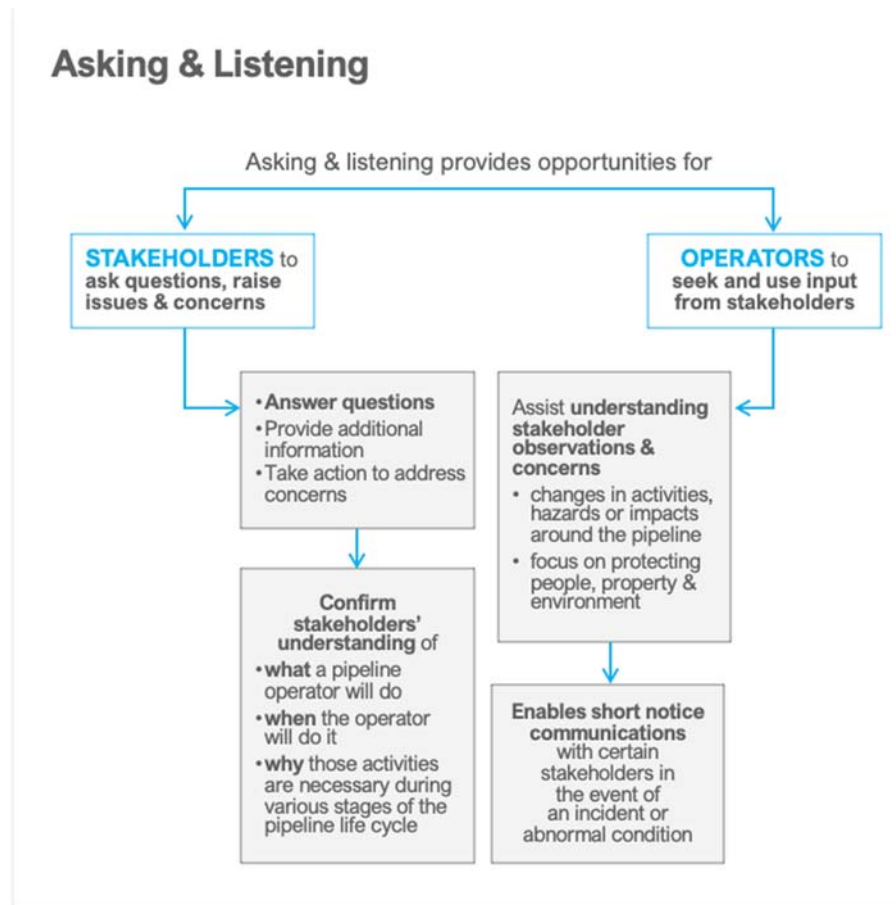 Asking & Listening
Asking & listening provides opportunities for
STAKEHOLDERS to
ask questions, raise
issues & concerns
OPERATORS to
seek and use input
from stakeholders
•Answer questions
•Provide additional
information
•Take action to address
concerns
Confirm
stakeholders’
understanding of
•what a pipeline
operator will do
•when the operator
will do it
•why those activities
are necessary during
various stages of the
pipeline life cycle
Assist understanding
stakeholder
observations &
concerns
• changes in activities,
hazards or impacts
around the pipeline
• focus on protecting
people, property &
environment
Enables short notice
communications
with certain
stakeholders in
the event of
an incident or
abnormal condition